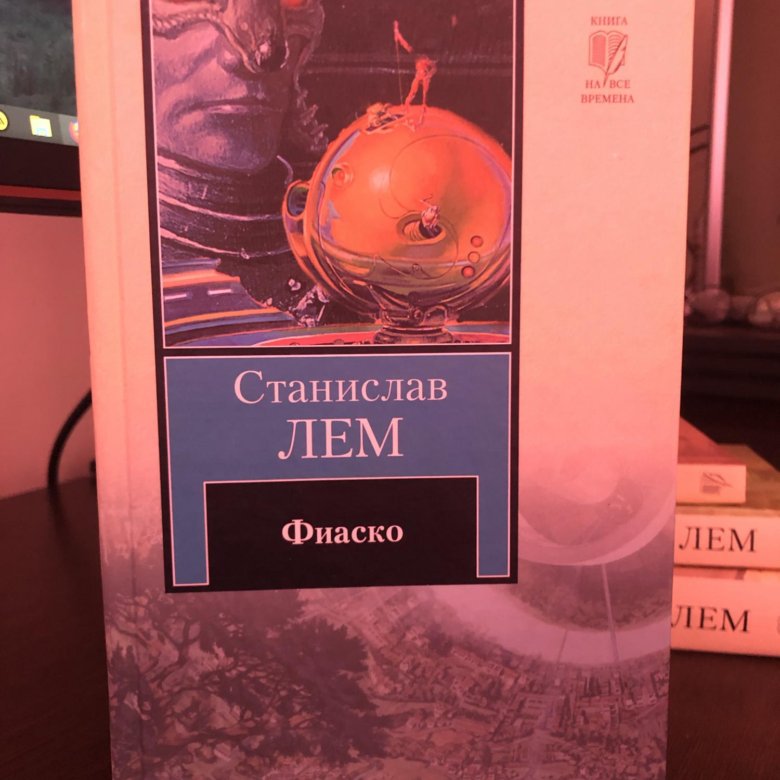 КНИГА
НА ВСЕ
ВРЕМЕНА
Станислав
ЛЕМ
Фиаско
ЛЕМ
ЛЕМ